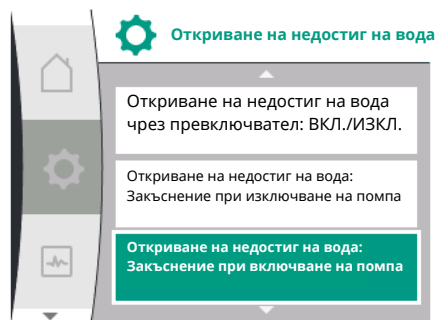 Откриване на недостиг на вода
Откриване на недостиг на вода
чрез превключвател: ВКЛ./ИЗКЛ.
Откриване на недостиг на вода:
Закъснение при изключване на помпа
Откриване на недостиг на вода:
Закъснение при включване на помпа